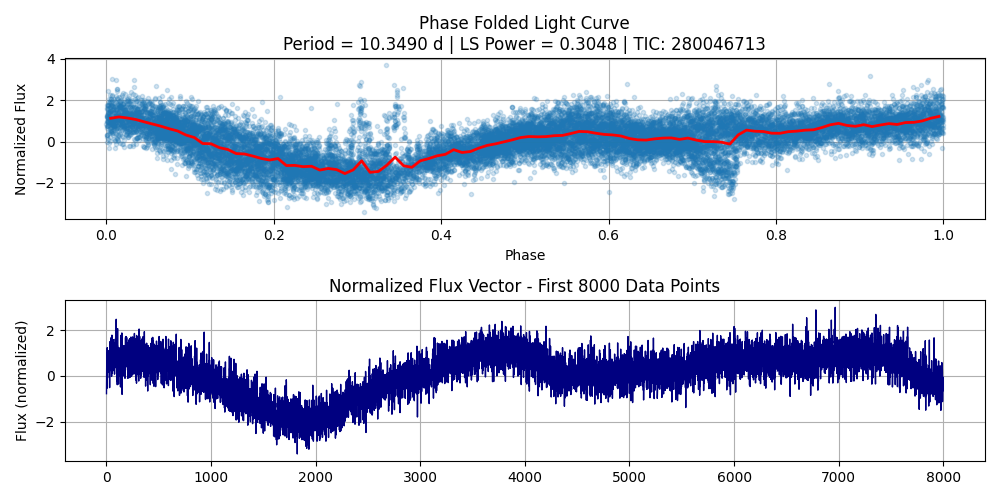 Phase Folded Light Curve
Period = 10.3490 d | LS Power = 0.3048 | TIC: 280046713
Normalized Flux
4
2
0
−2
0.0 0.2 0.4 0.6 0.8 1.0
Phase
Normalized Flux Vector - First 8000 Data Points
Flux (normalized)
2
0
−2
0 1000 2000 3000 4000 5000 6000 7000 8000